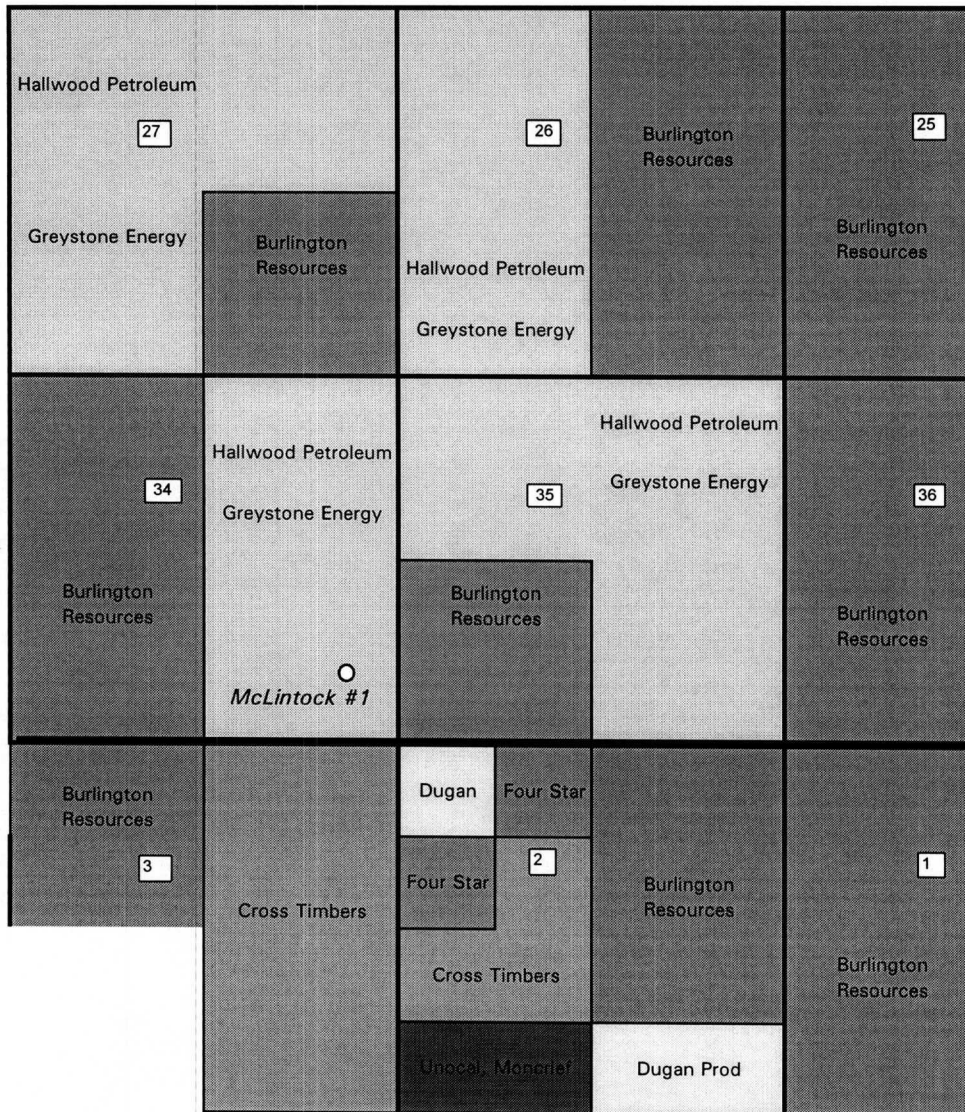 Hallwood Petroleum
27
Greystone Energy
Burlington
Resources
26
Hallwood Petroleum
Greystone Energy
Burlington
Resources
25
Burlington
Resources
34
Burlington
Resources
Hallwood Petroleum
Greystone Energy
McLintock #1
35
Burlington
Resources
Hallwood Petroleum
Greystone Energy
36
Burlington
Resources
Burlington
Resources
3
Cross Timbers
Dugan
Four Star
2
Four Star
Cross Timbers
Unocal, Moncrief
Burlington
Resources
Dugan Prod
1
Burlington
Resources